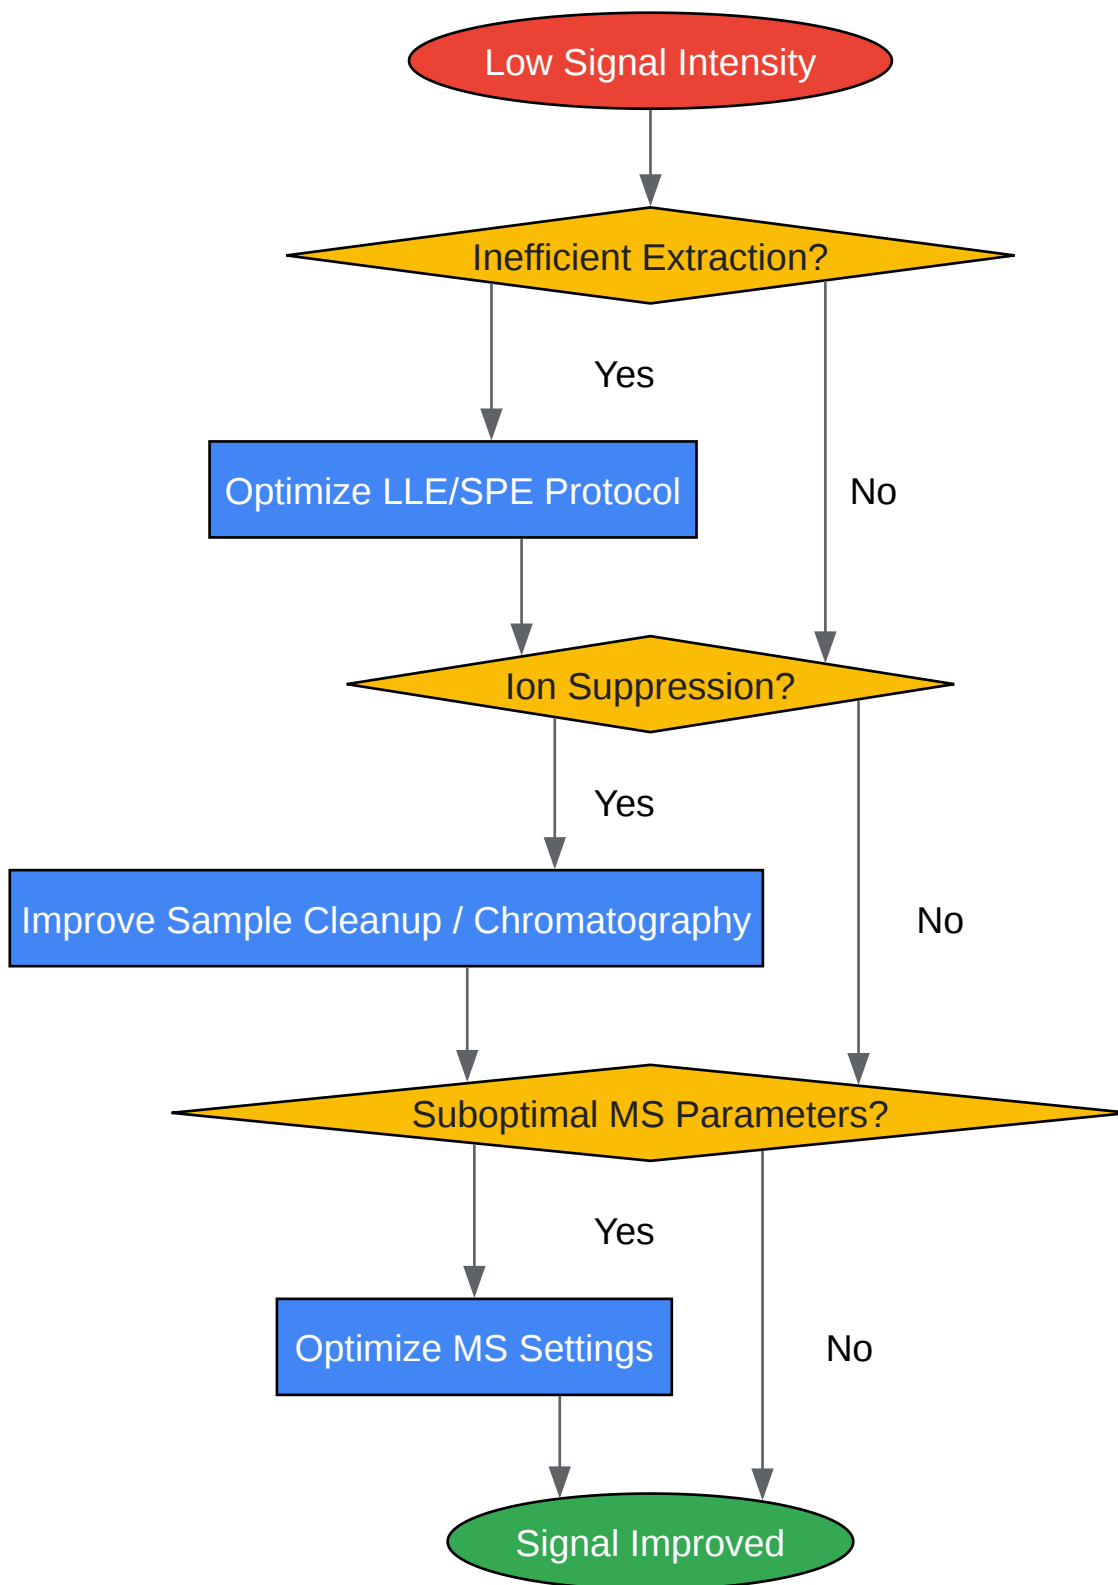 Low Signal Intensity
Inefficient Extraction?
Yes
Optimize LLE/SPE Protocol
No
Ion Suppression?
Yes
Improve Sample Cleanup / Chromatography
No
Suboptimal MS Parameters?
Yes
Optimize MS Settings
No
Signal Improved